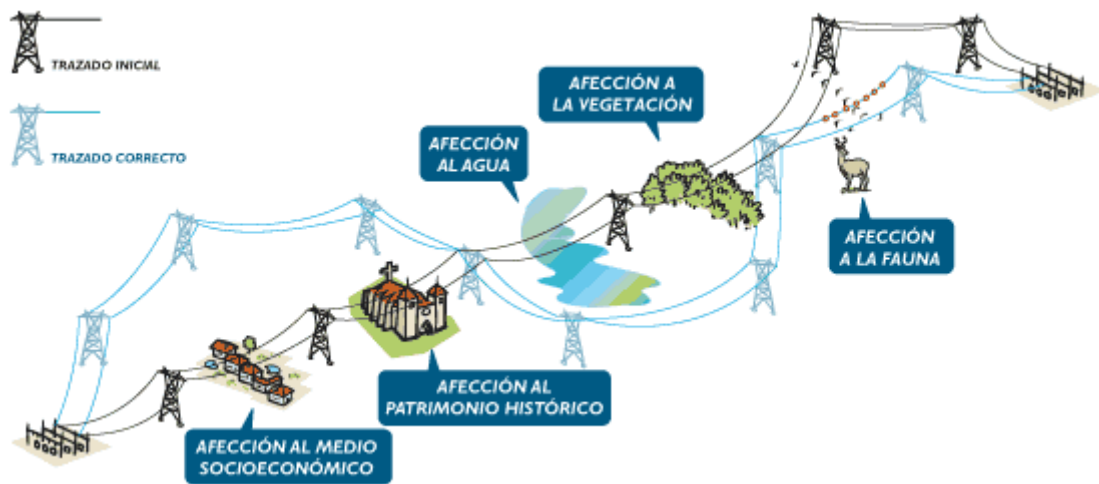 TRAZADO INICIAL
TRAZADO CORRECTO
AFECCIÓN A
LA VEGETACIÓN
AFECCIÓN
AL AGUA
AFECCIÓN
A LA FAUNA
AFECCIÓN AL
PATRIMONIO HISTÓRICO
AFECCIÓN AL MEDIO
SOCIOECONÓMICO